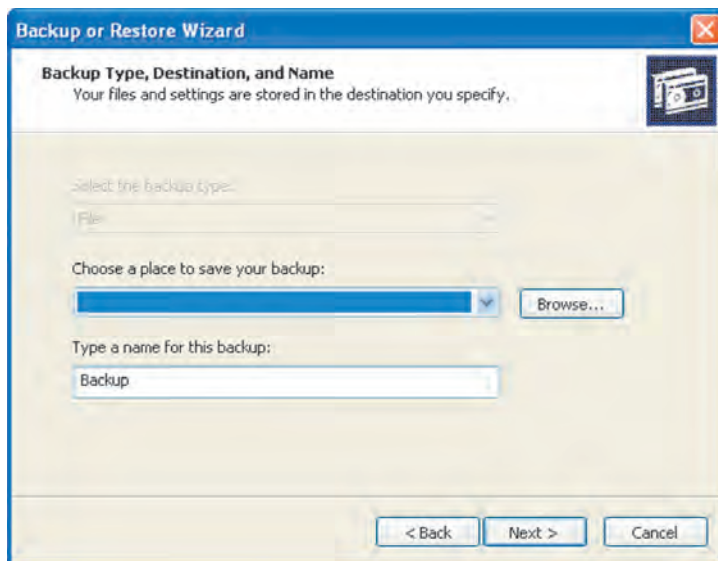 Backup or Restore Wizard
Backup Type, Destination, and Name
Your files and settings are stored in the destination you specify.
Select the backup type:
File
Choose a place to save your backup:
Browse...
Type a name for this backup:
Backup
< Back
Next >
Cancel